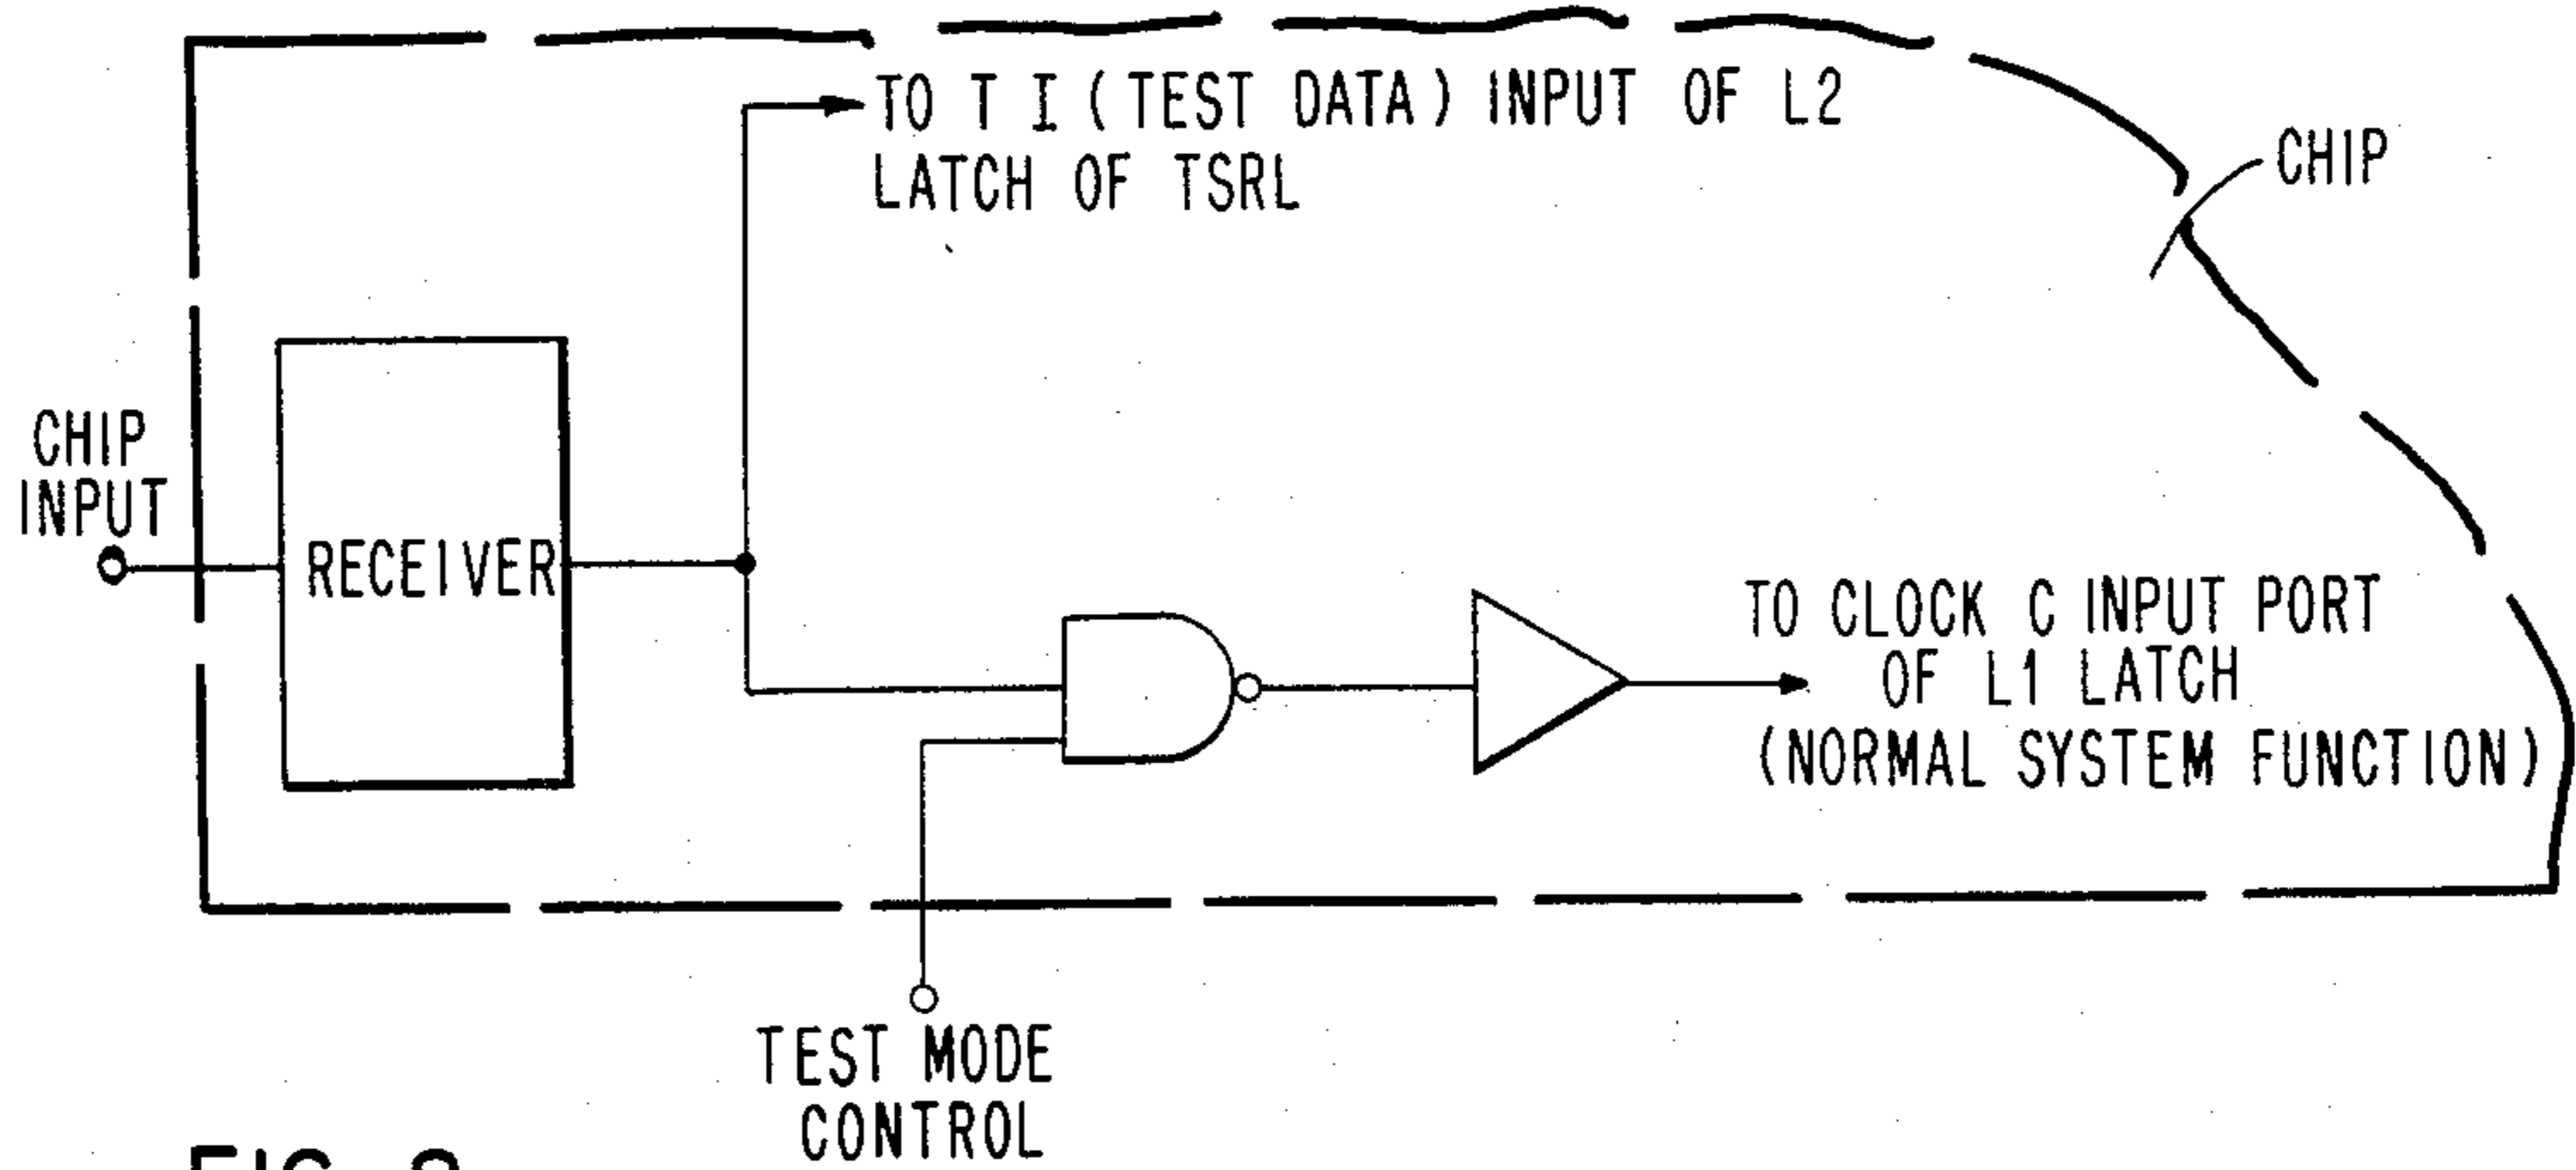 TO T I (TEST DATA) INPUT OF L2
LATCH OF TSRL
CHIP
CHIP
INPUT
RECEIVER
TO CLOCK C INPUT PORT
OF L1 LATCH
(NORMAL SYSTEM FUNCTION)
TEST MODE
CONTROL
FIG.